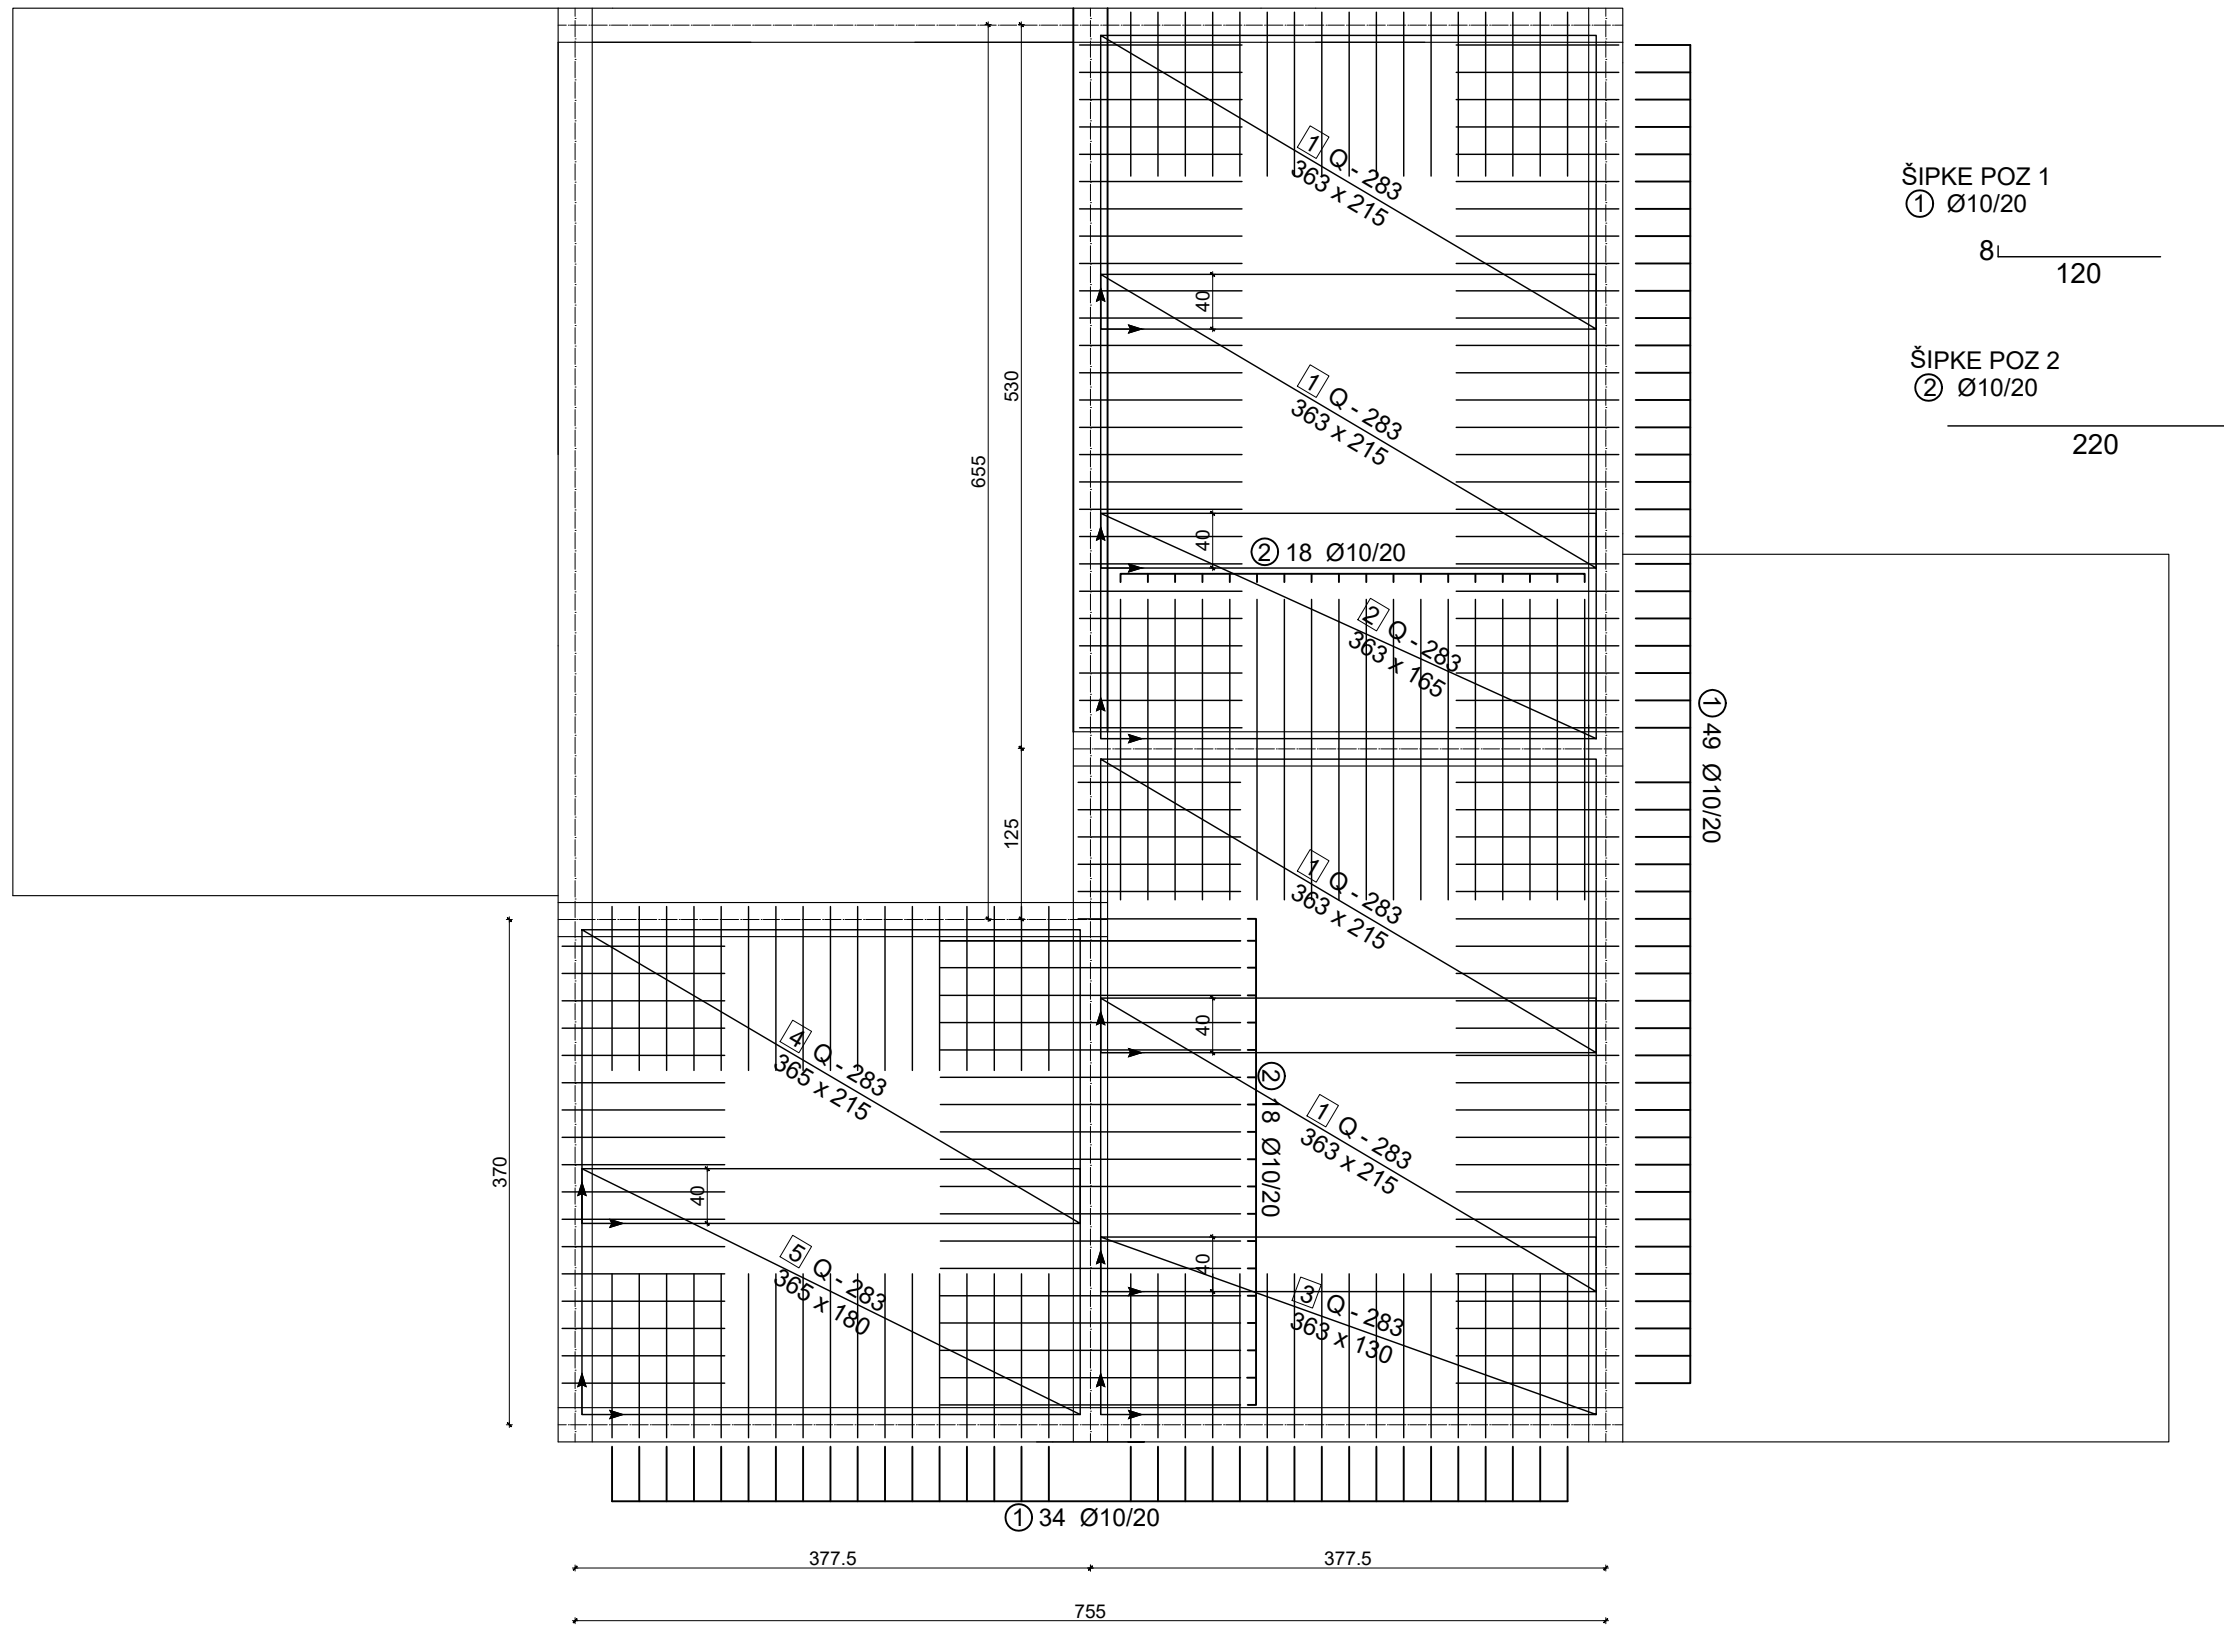 1 Q - 283
363 x 215
ŠIPKE POZ 1
1 Ø10/20
8
120
40
530
655
1 Q - 283
363 x 215
ŠIPKE POZ 2
2 Ø10/20
220
40
2 18 Ø10/20
2 Q - 283
363 x 165
1 49 Ø10/20
125
1 Q - 283
363 x 215
40
4 Q - 283
365 x 215
2 18 Ø10/20
1 Q - 283
363 x 215
370
40
5 Q - 283
365 x 180
40
3 Q - 283
363 x 130
1 34 Ø10/20
377.5
377.5
755